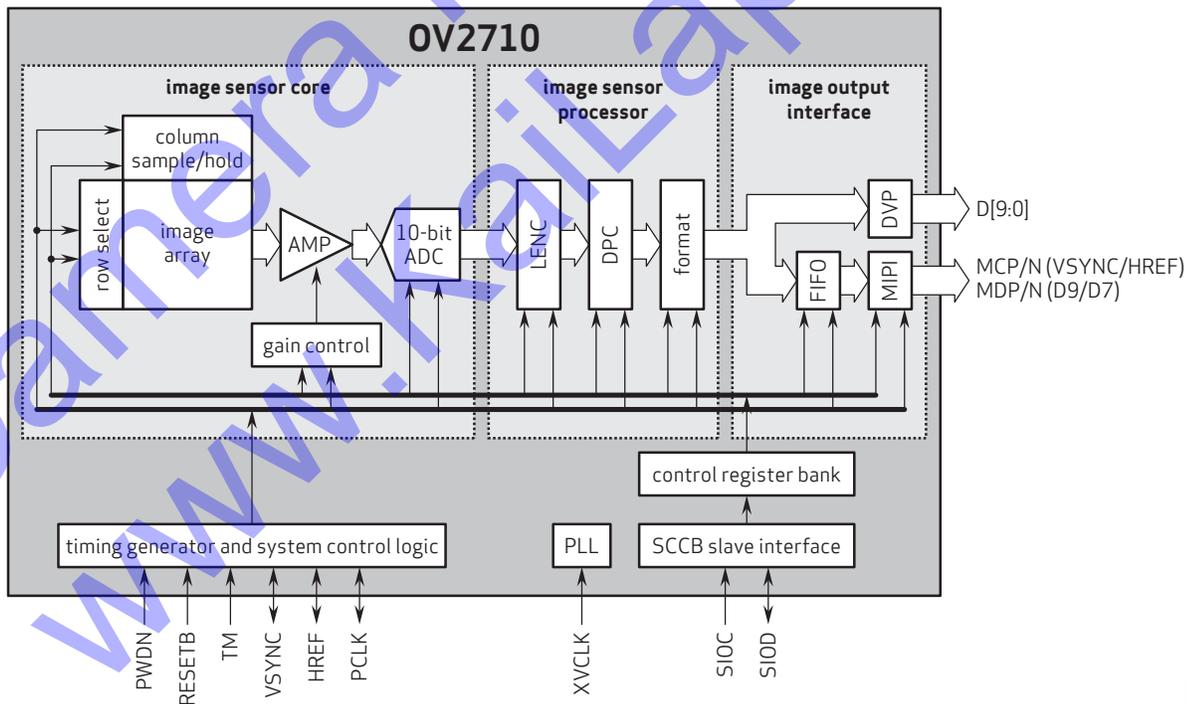 OV2710
image sensor core
image sensor
processor
image output
interface
column
sample/hold
row select
image
array
AMP
10-bit
ADC
gain control
LENC
DPC
format
DVP
FIFO
MIPI
D[9:0]
MCP/N (VSYNC/HREF)
MDP/N (D9/D7)
control register bank
timing generator and system control logic
PLL
SCCB slave interface
PWDN
RESETB
TM
VSYNC
HREF
PCLK
XVCLK
SIOC
SIOD